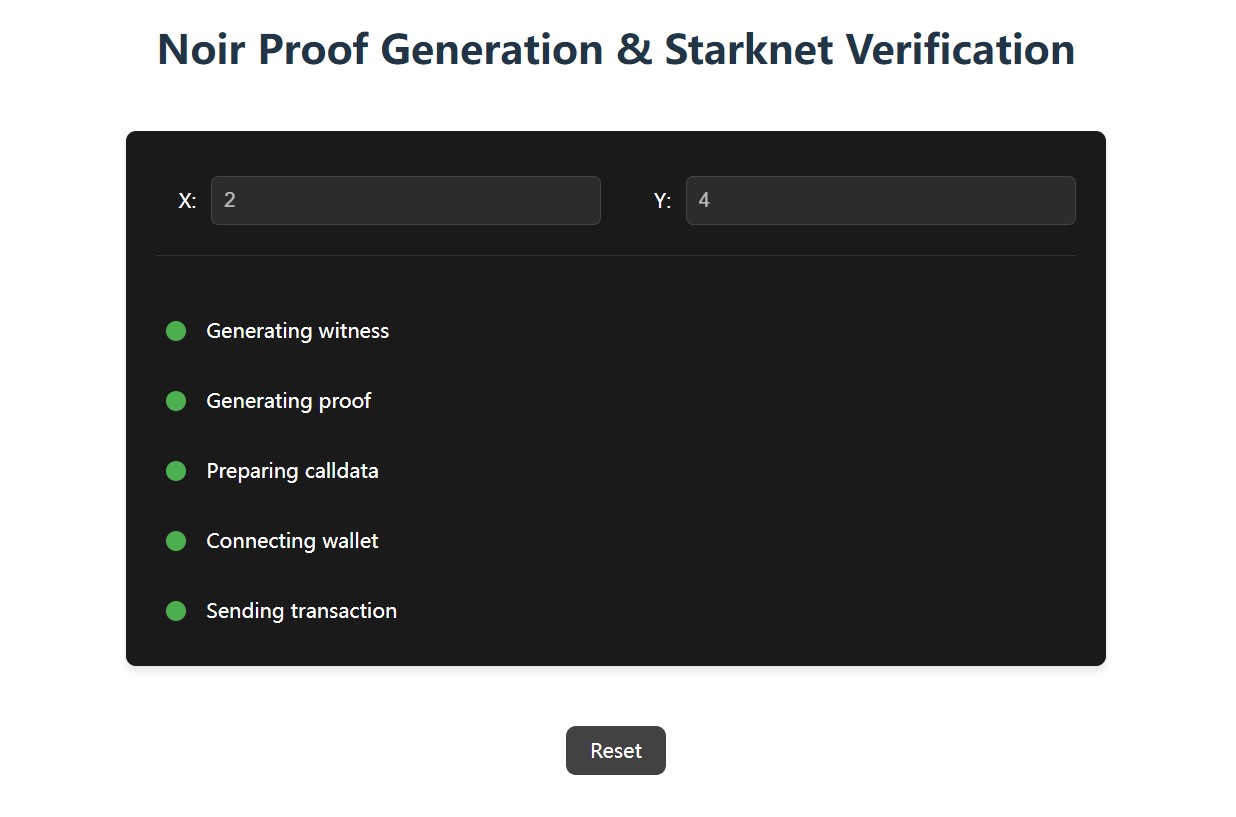 Noir Proof Generation & Starknet Verification
X: 2 Y: 4
Generating witness
Generating proof
Preparing calldata
Connecting wallet
Sending transaction
Reset